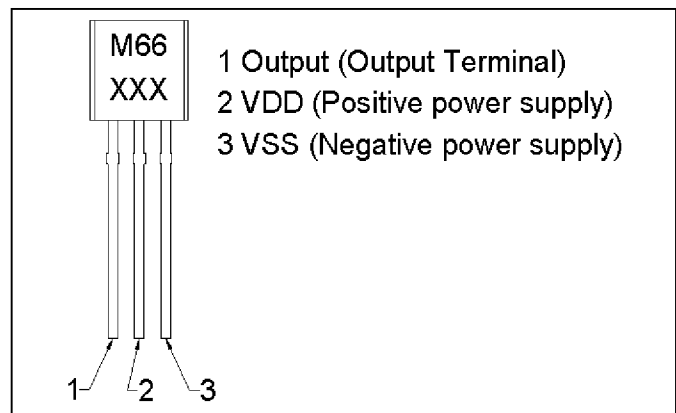 M66
XXX
1 Output (Output Terminal)
2 VDD (Positive power supply)
3 VSS (Negative power supply)
1 2 3